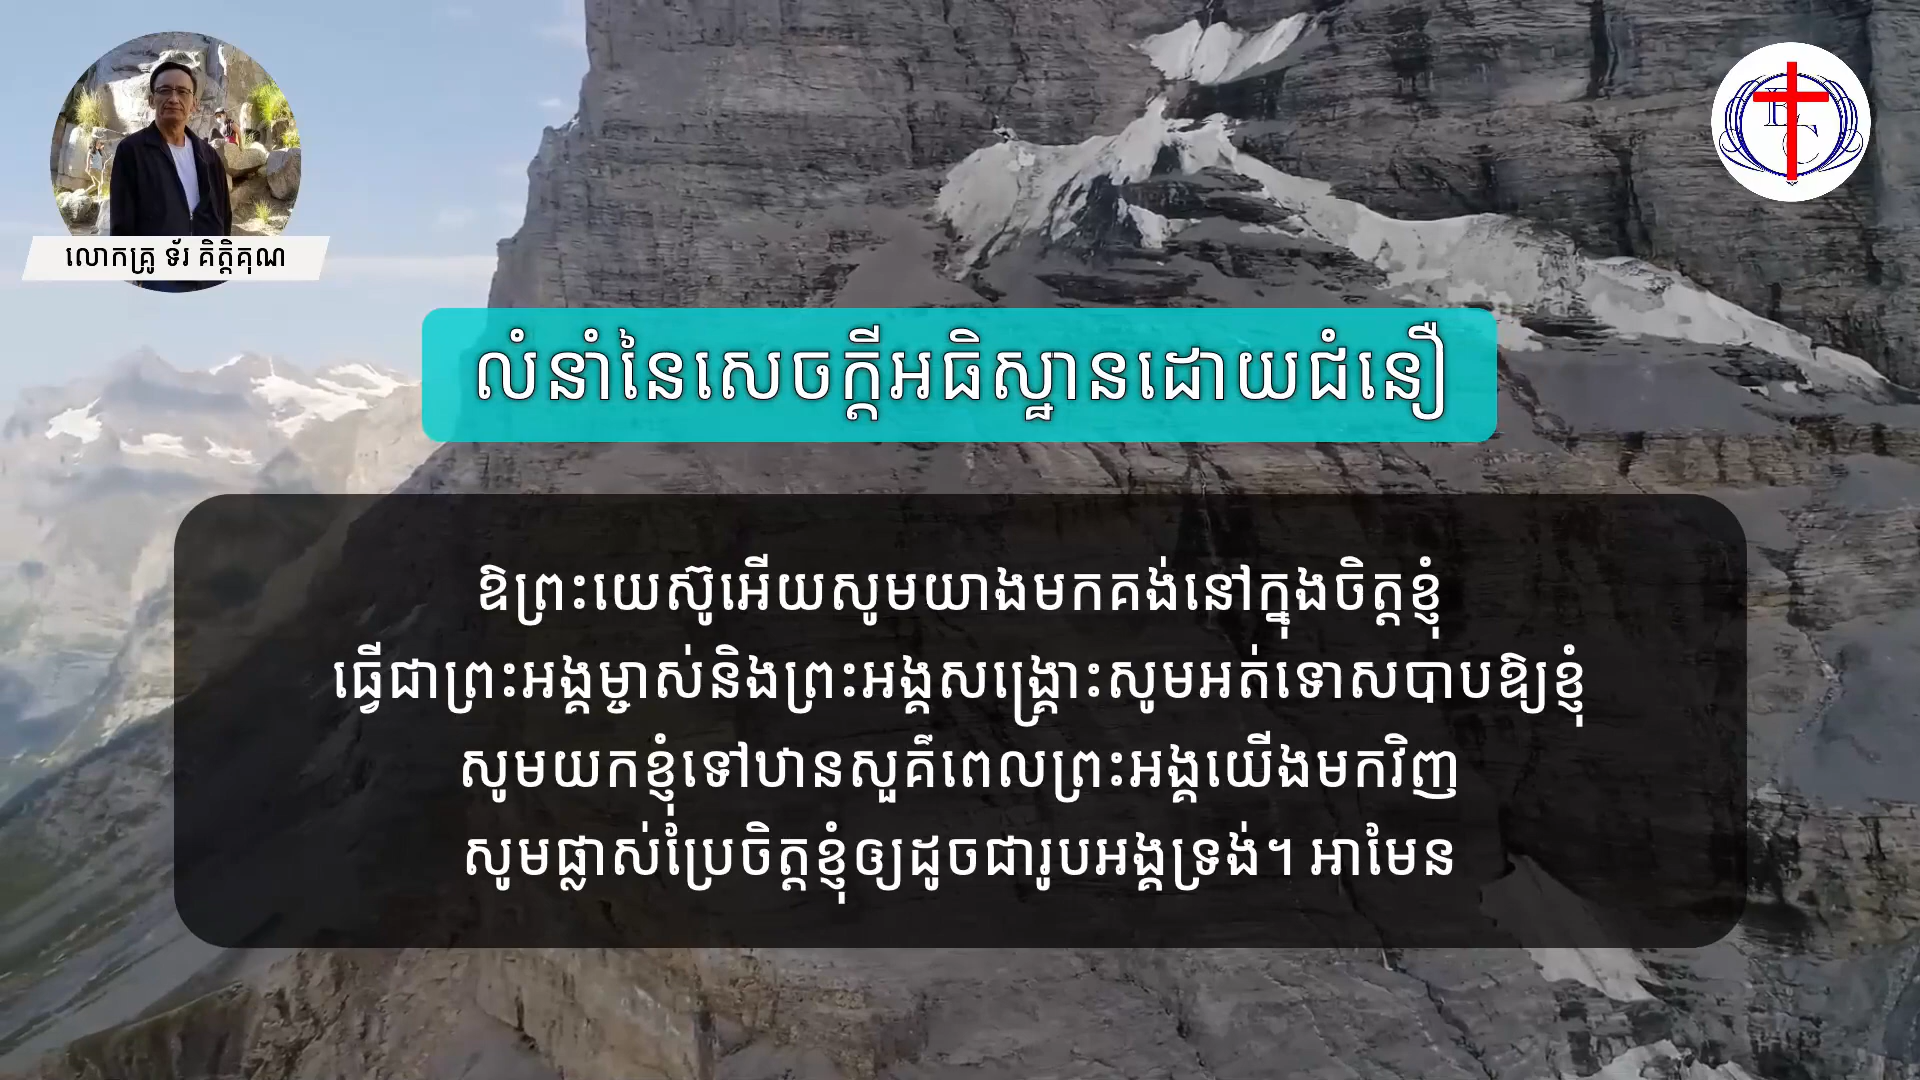 លោកគ្រូ ទ័រ គិត្តិគុណ
E
C
លំនាំនៃសេចក្ដីអធិស្ឋានដោយជំនឿ
ឱព្រះយេស៊ូអើយសូមយាងមកគង់នៅក្នុងចិត្តខ្ញុំ
ធ្វើជាព្រះអង្គម្ចាស់និងព្រះអង្គសង្គ្រោះសូមអត់ទោសបាបឱ្យខ្ញុំ
សូមយកខ្ញុំទៅឋានសួគ៌ពេលព្រះអង្គយើងមកវិញ
សូមផ្លាស់ប្រែចិត្តខ្ញុំឲ្យដូចជារូបអង្គទ្រង់។ អាមែន